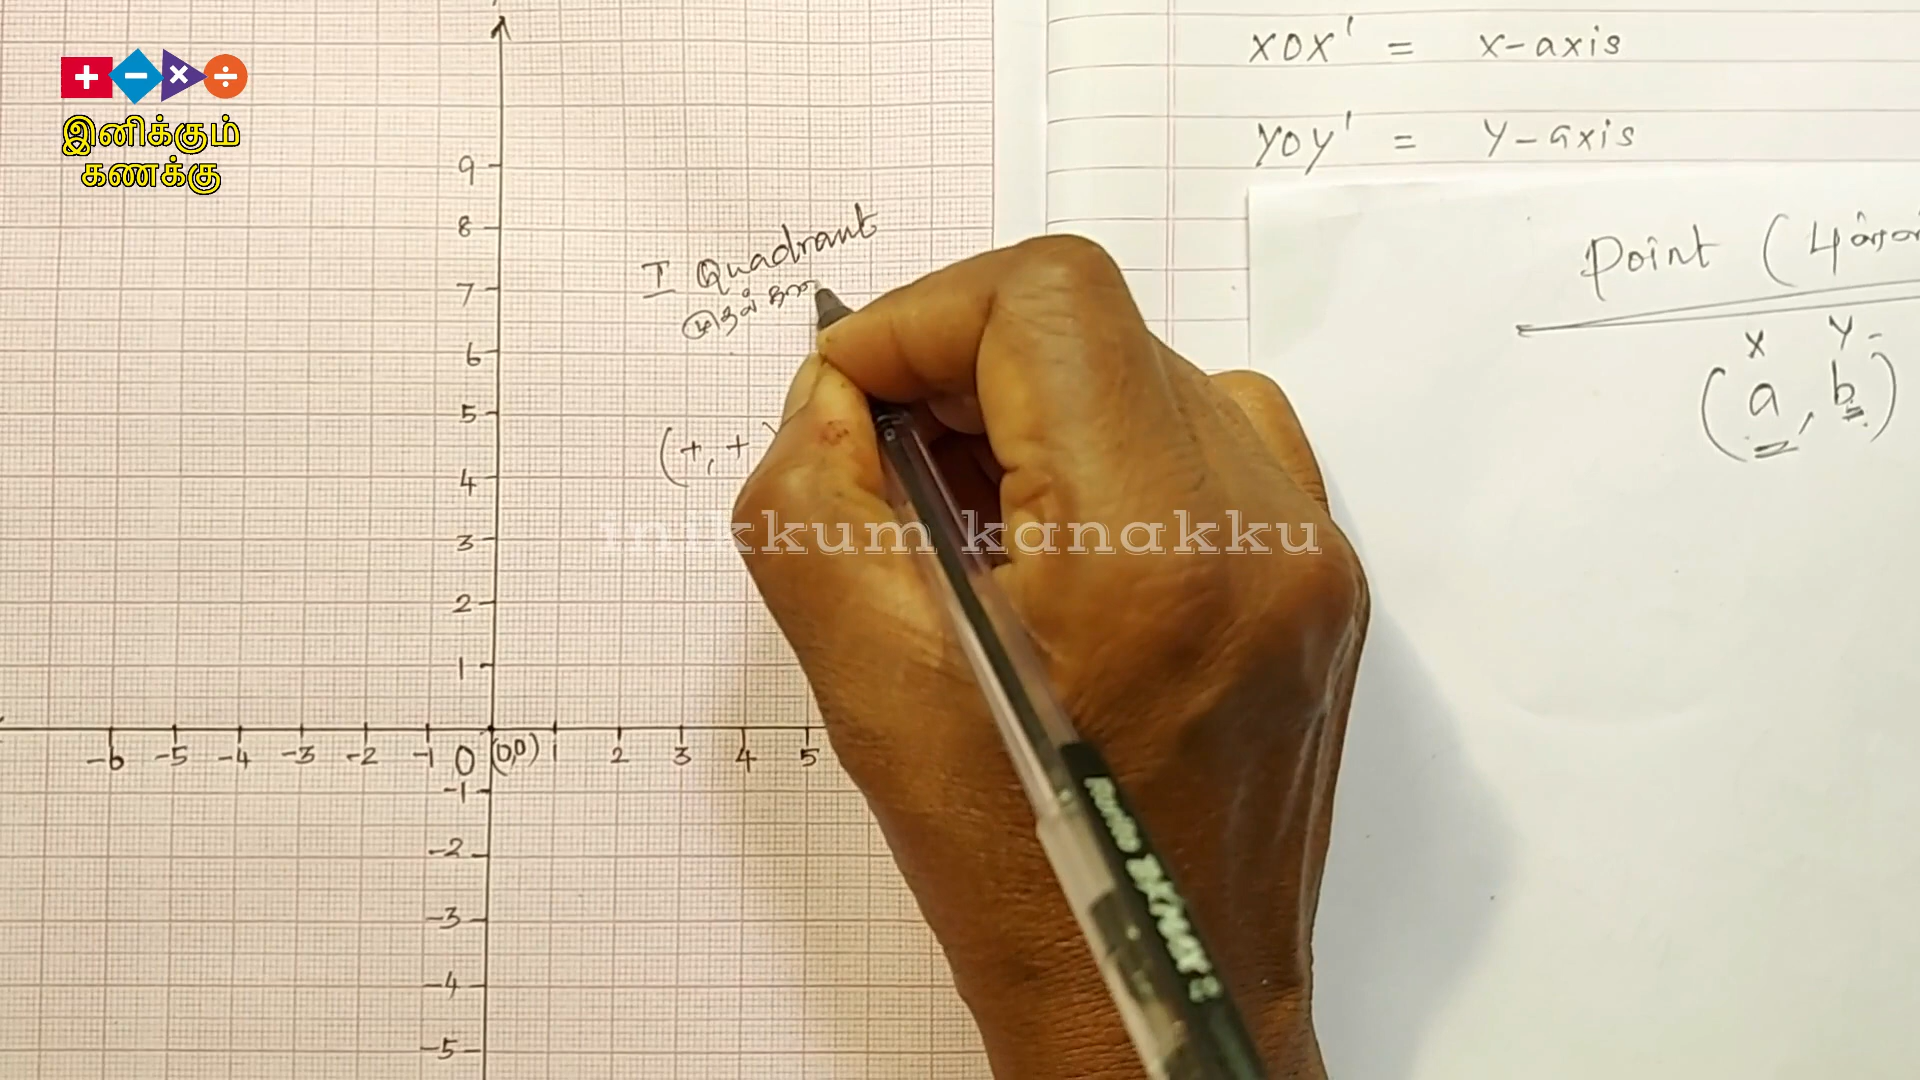 இனிக்கும்
கணக்கு
9
8
7
6
5
4
3
2
1
I Quadrant
முதல்
(+, +)
-6 -5 -4 -3 -2 -1 0 (0,0) 1 2 3 4 5
-1
-2
-3
-4
-5
XOX' = X-axis
YOY' = Y-axis
Point (
X Y
(a, b)
inikkum kanakku